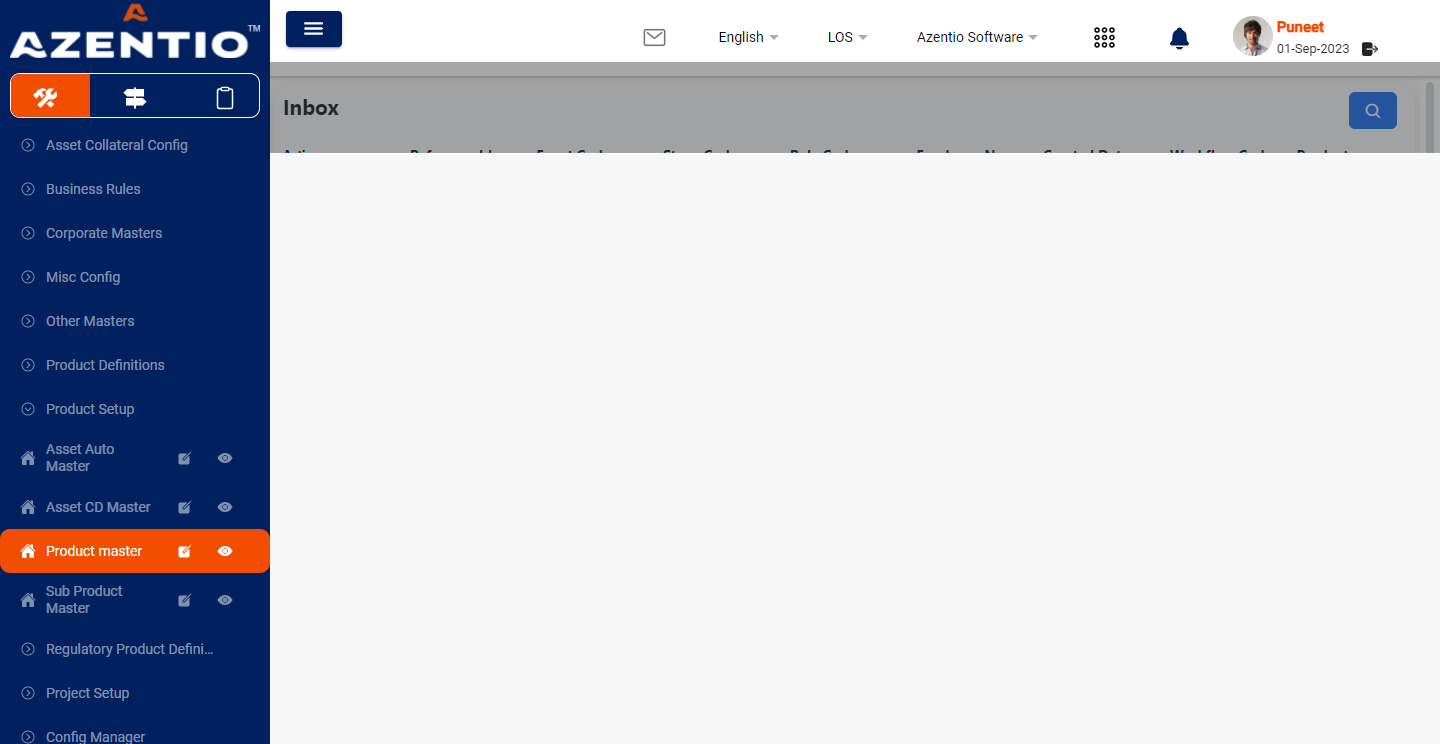 AZENTIO™
English
LOS
Azentio Software
Puneet
01-Sep-2023
Asset Collateral Config
Business Rules
Corporate Masters
Misc Config
Other Masters
Product Definitions
Product Setup
Asset Auto
Master
Asset CD Master
Product master
Sub Product
Master
Regulatory Product Defini...
Project Setup
Config Manager
Inbox